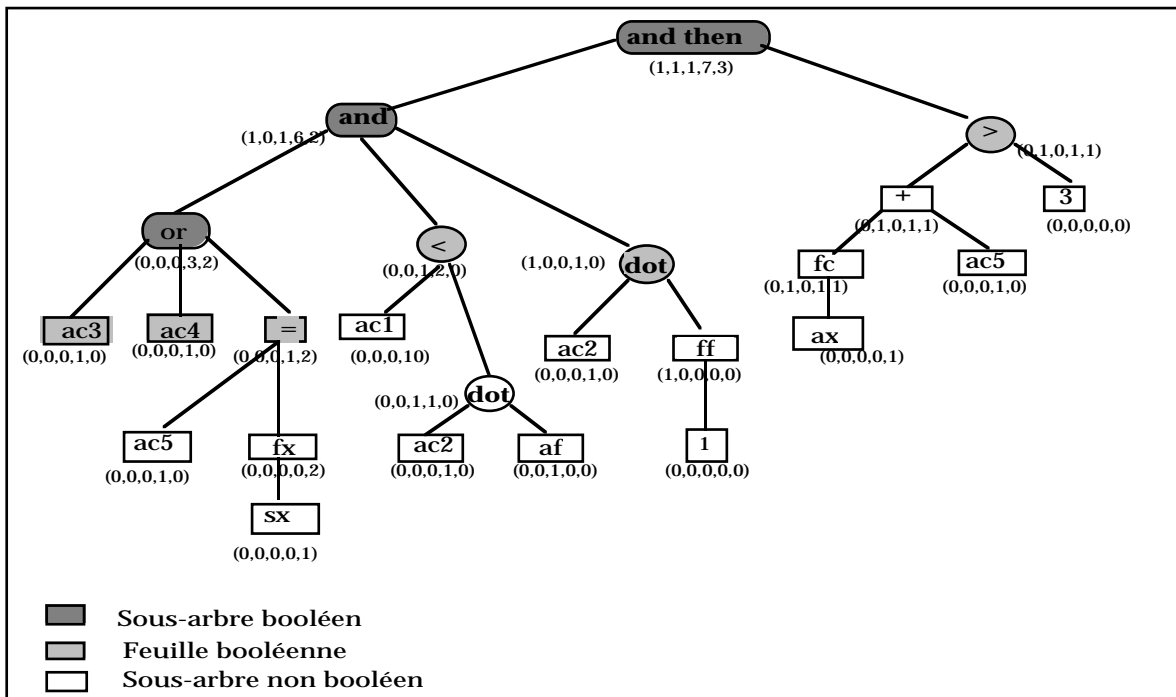 and then
(1,1,1,7,3)
and
(1,0,1,6,2)
>
(0,1,0,1,1)
+
(0,1,0,1,1)
3
(0,0,0,0,0)
or
(0,0,0,3,2)
<
(0,0,1,2,0)
dot
(1,0,0,1,0)
fc
(0,1,0,1,1)
ac5
(0,0,0,1,0)
ac3
(0,0,0,1,0)
ac4
(0,0,0,1,0)
=
(0,0,0,1,2)
ac1
(0,0,0,10)
ac2
(0,0,0,1,0)
ff
(1,0,0,0,0)
ax
(0,0,0,0,1)
dot
(0,0,1,1,0)
ac5
(0,0,0,1,0)
fx
(0,0,0,0,2)
ac2
(0,0,0,1,0)
af
(0,0,1,0,0)
1
(0,0,0,0,0)
sx
(0,0,0,0,1)
Sous-arbre booléen
Feuille booléenne
Sous-arbre non booléen